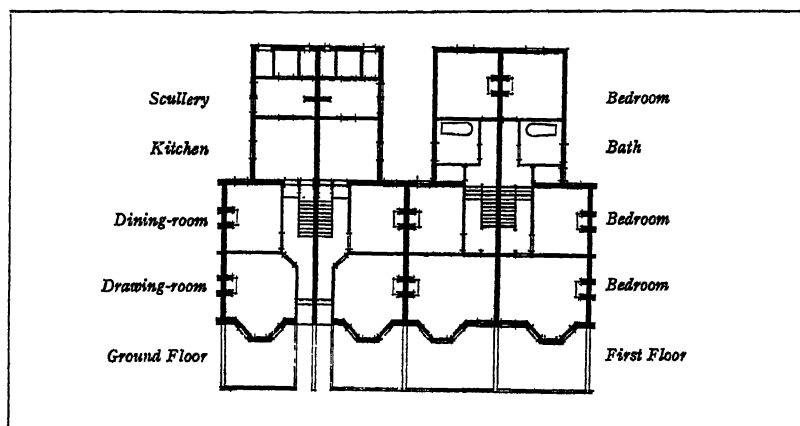 Scullery
Bedroom
Kitchen
Bath
Dining-room
Bedroom
Drawing-room
Bedroom
Ground Floor
First Floor